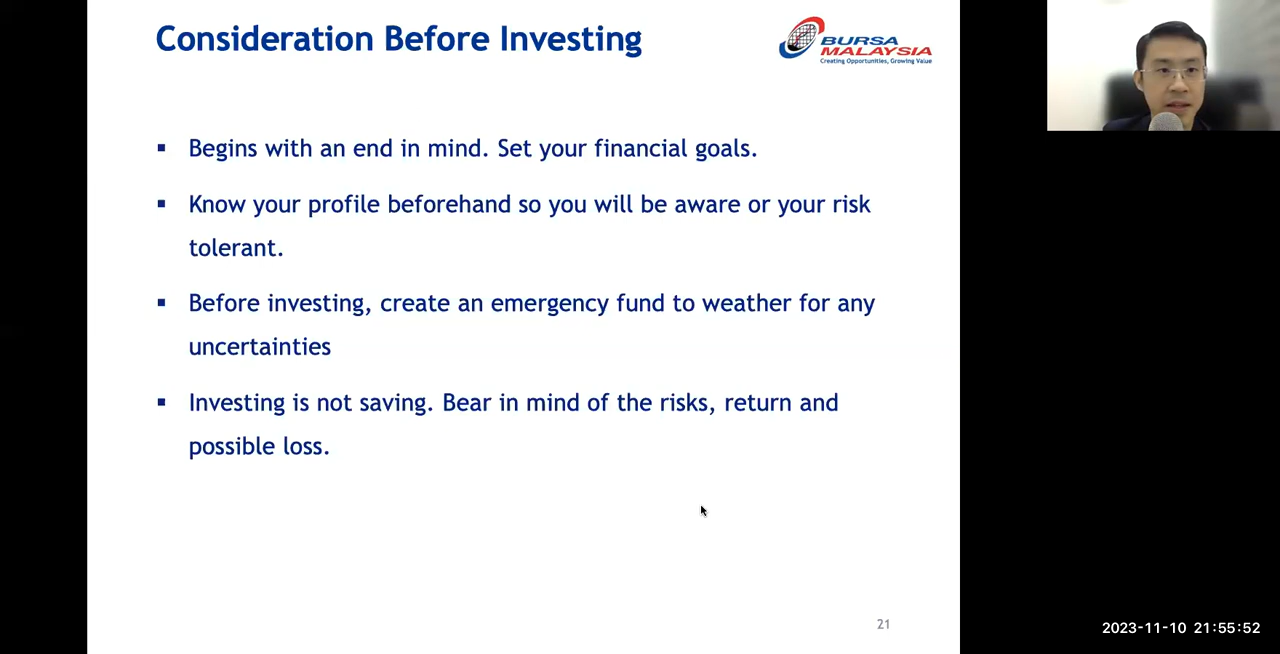 Consideration Before Investing
BURSA
MALAYSIA
Creating Opportunities, Growing Value
▪ Begins with an end in mind. Set your financial goals.
▪ Know your profile beforehand so you will be aware or your risk
tolerant.
▪ Before investing, create an emergency fund to weather for any
uncertainties
▪ Investing is not saving. Bear in mind of the risks, return and
possible loss.
21
2023-11-10 21:55:52